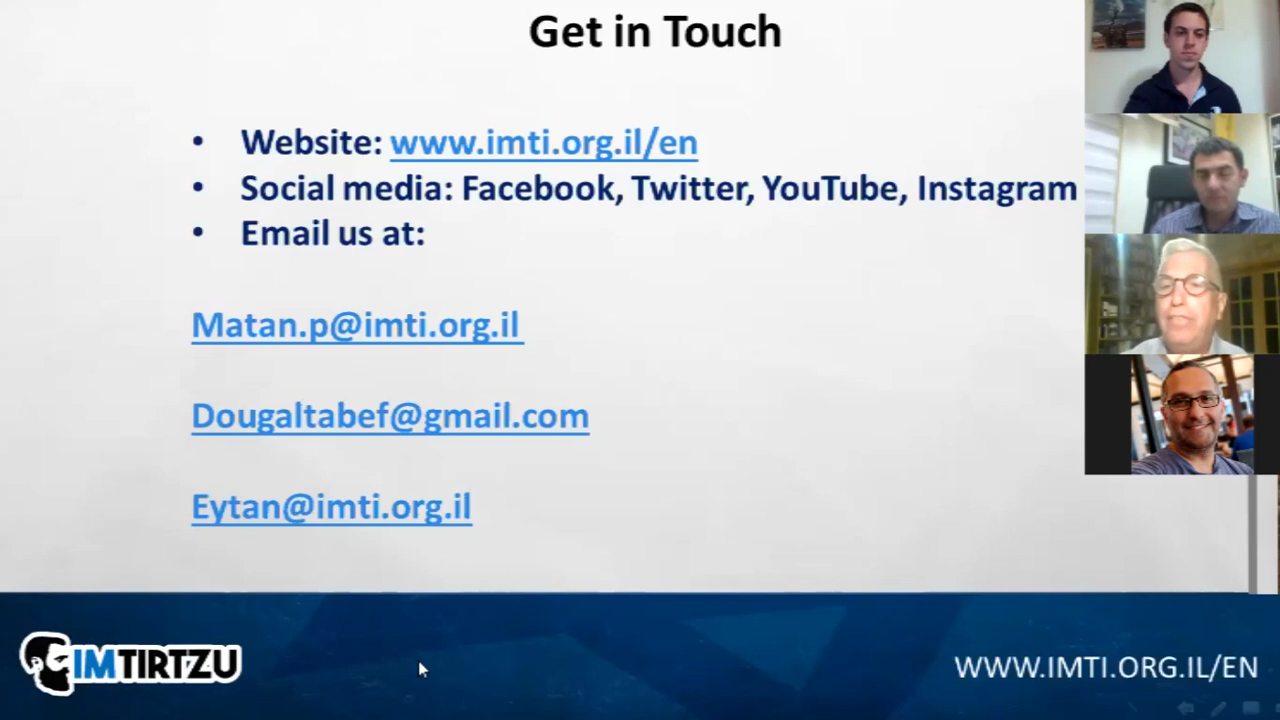 Get in Touch
• Website: www.imti.org.il/en
• Social media: Facebook, Twitter, YouTube, Instagram
• Email us at:
Matan.p@imti.org.il
Dougaltabef@gmail.com
Eytan@imti.org.il
IMTIRTZU
WWW.IMTI.ORG.IL/EN